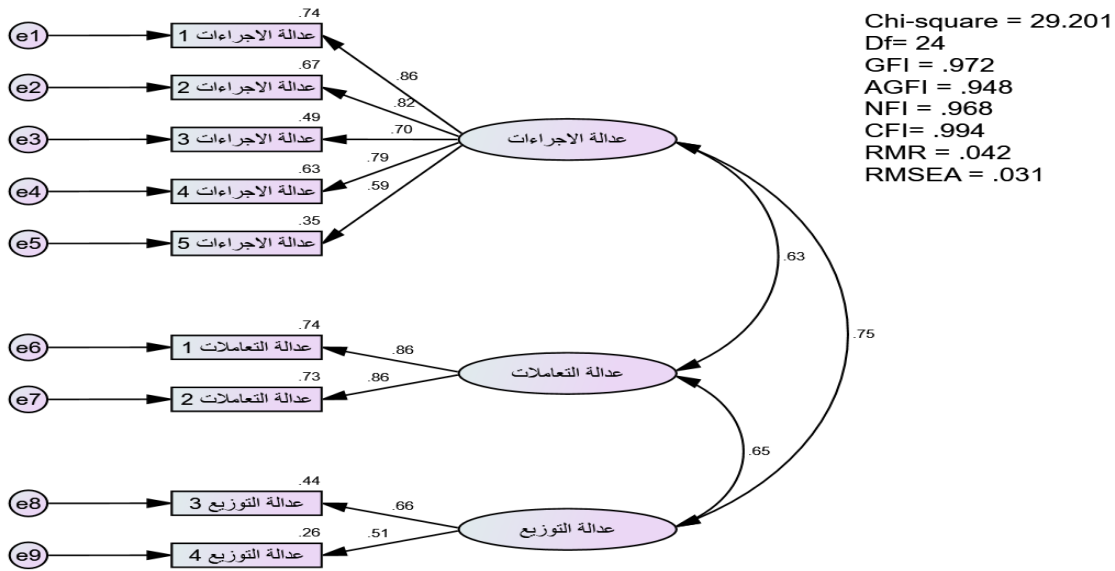 Chi-square = 29.201
Df= 24
GFI = .972
AGFI = .948
NFI = .968
CFI= .994
RMR = .042
RMSEA = .031
.74
e1
عدالة الاجراءات 1
.86
.67
e2
عدالة الاجراءات 2
.82
.49
e3
عدالة الاجراءات 3
.70
عدالة الاجراءات
.63
e4
عدالة الاجراءات 4
.79
.59
.35
e5
عدالة الاجراءات 5
.63
.75
.74
e6
عدالة التعاملات 1
.86
عدالة التعاملات
.73
e7
عدالة التعاملات 2
.86
.65
.44
e8
عدالة التوزيع 3
.66
عدالة التوزيع
.26
e9
عدالة التوزيع 4
.51